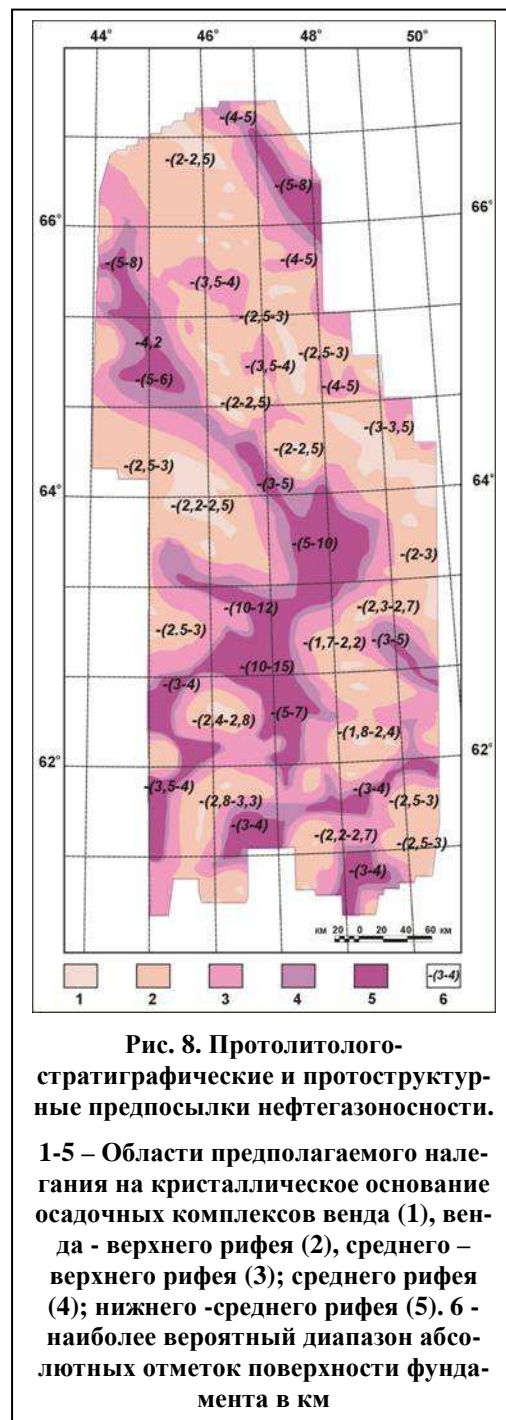 44° 46° 48° 50°
-(4-5)
-(2-2,5)
-(5-8)
66° 66°
-(5-8) -(4-5)
-(3,5-4)
-(2,5-3)
-4,2 -(2,5-3)
-(3,5-4)
-(5-6) -(4-5)
-(2-2,5)
-(3-3,5)
-(2-2,5)
-(2,5-3)
64° -(3-5) 64°
-(2,2-2,5)
-(5-10)
-(2-3)
-(10-12) -(2,3-2,7)
-(2.5-3) -(1,7-2,2) -(3-5)
-(10-15)
-(3-4)
-(2,4-2,8) -(5-7)
-(1,8-2,4)
62° 62°
-(3,5-4) -(3-4)
-(2,8-3,3) -(2,5-3)
-(3-4)
-(2,2-2,7) -(2,5-3)
-(3-4)
км 20 0 20 40 60 км
-(3-4)
1 2 3 4 5 6
Рис. 8. Протолитолого-
стратиграфические и протоструктур-
ные предпосылки нефтегазоносности.
1-5 – Области предполагаемого нале-
гания на кристаллическое основание
осадочных комплексов венда (1), вен-
да - верхнего рифея (2), среднего –
верхнего рифея (3); среднего рифея
(4); нижнего -среднего рифея (5). 6 -
наиболее вероятный диапазон абсо-
лютных отметок поверхности фунда-
мента в км